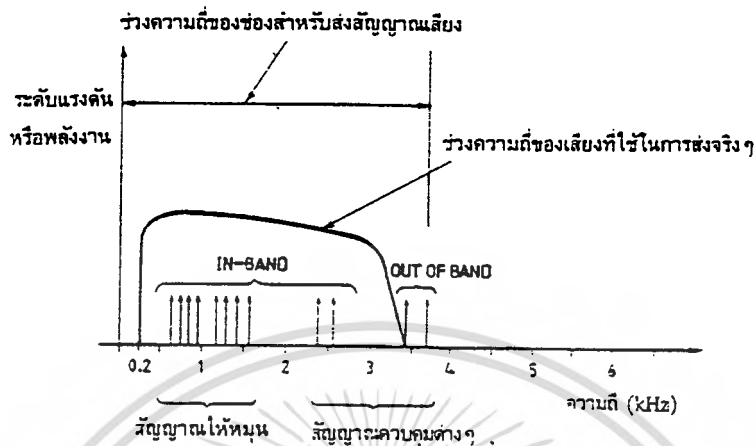 ช่วงความถี่ของช่องสำหรับส่งสัญญาณเสียง
ระดับแรงดัน
หรือพลังงาน
ช่วงความถี่ของเสียงที่ใช้ในการส่งจริงๆ
IN-BAND
OUT OF BAND
0.2 1 2 3 4 5 6
ความถี่ (kHz)
สัญญาณให้หมุน
สัญญาณควบคุมต่างๆ